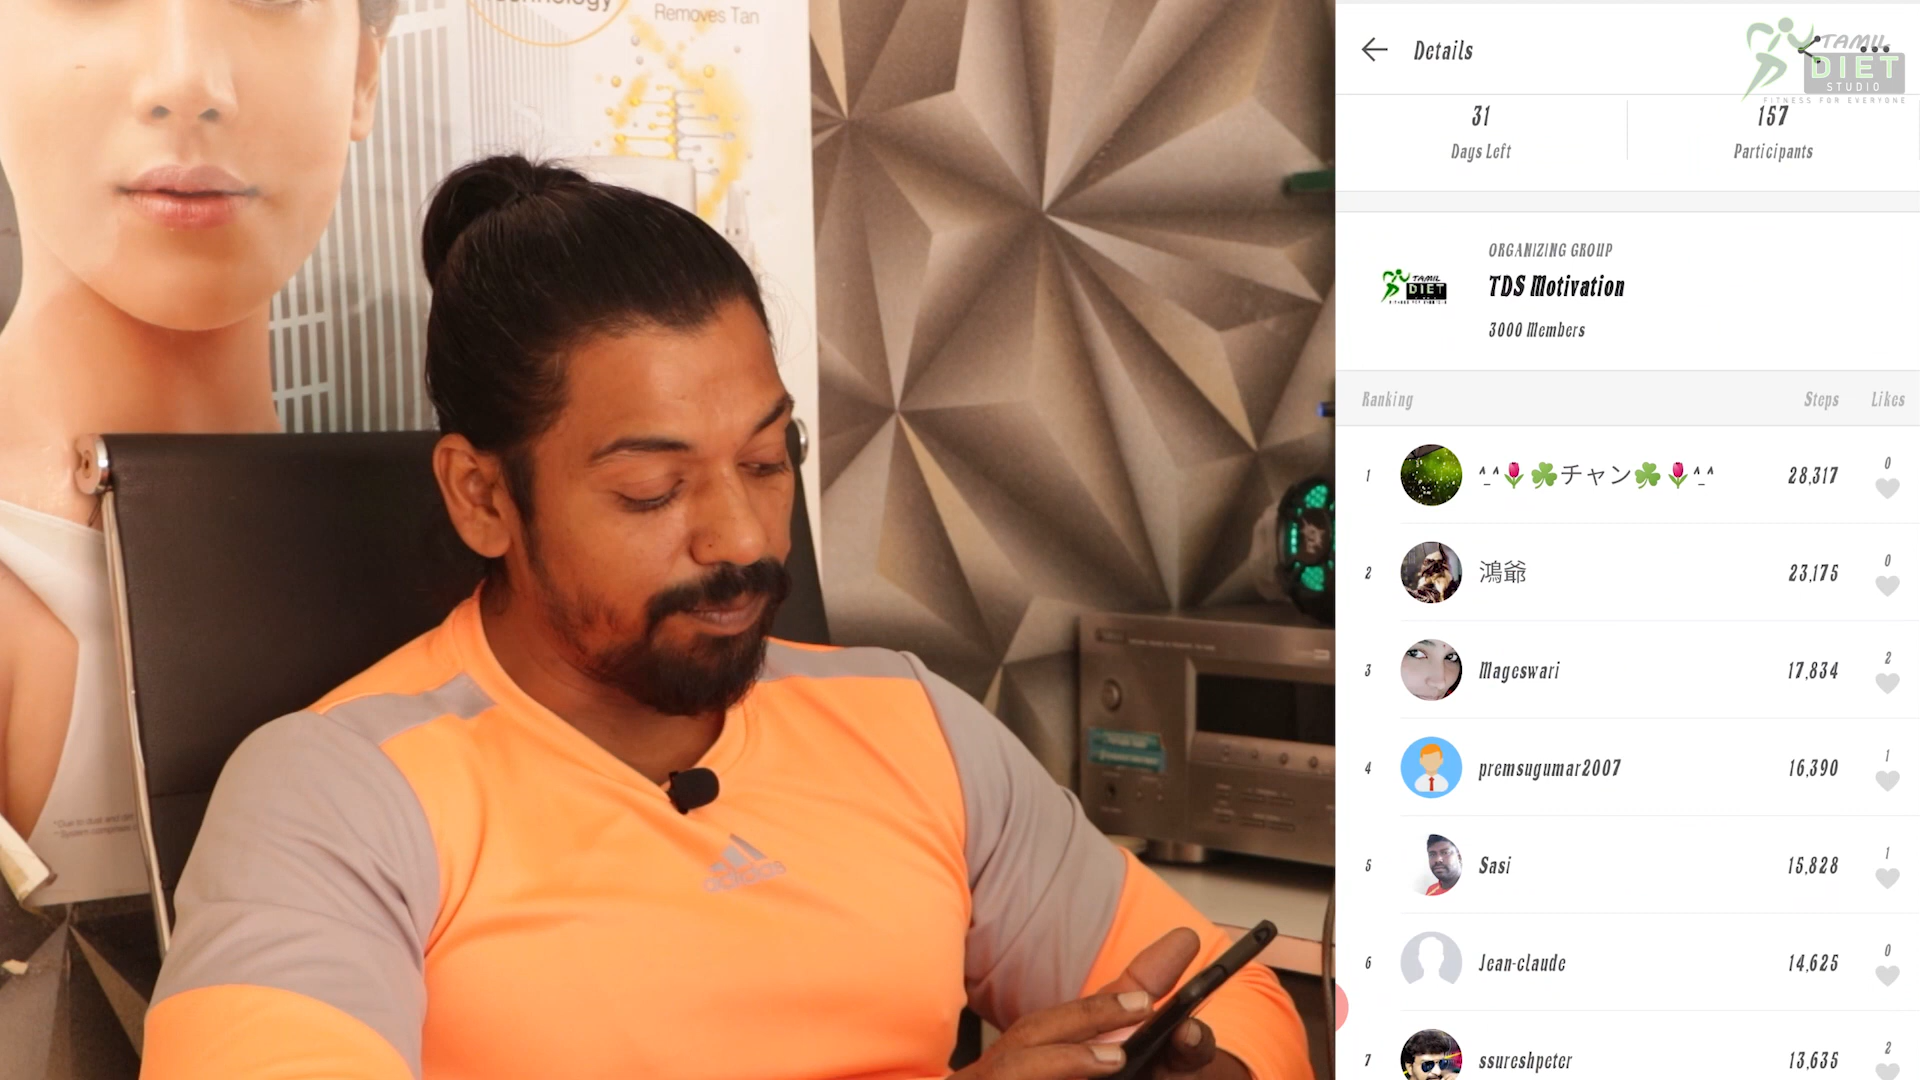 Removes Tan
Details
TAMIL
DIET
STUDIO
FITNESS FOR EVERYONE
31
Days Left
157
Participants
ORGANIZING GROUP
TDS Motivation
3000 Members
TAMIL
DIET
Ranking
Steps
Likes
1
^_^🌷☘️チャン☘️🌷^_^
28,317
0
2
鴻爺
23,175
0
3
Mageswari
17,834
2
4
premsugumar2007
16,390
1
5
Sasi
15,828
1
6
Jean-claude
14,625
0
7
ssureshpeter
13,635
2
adidas